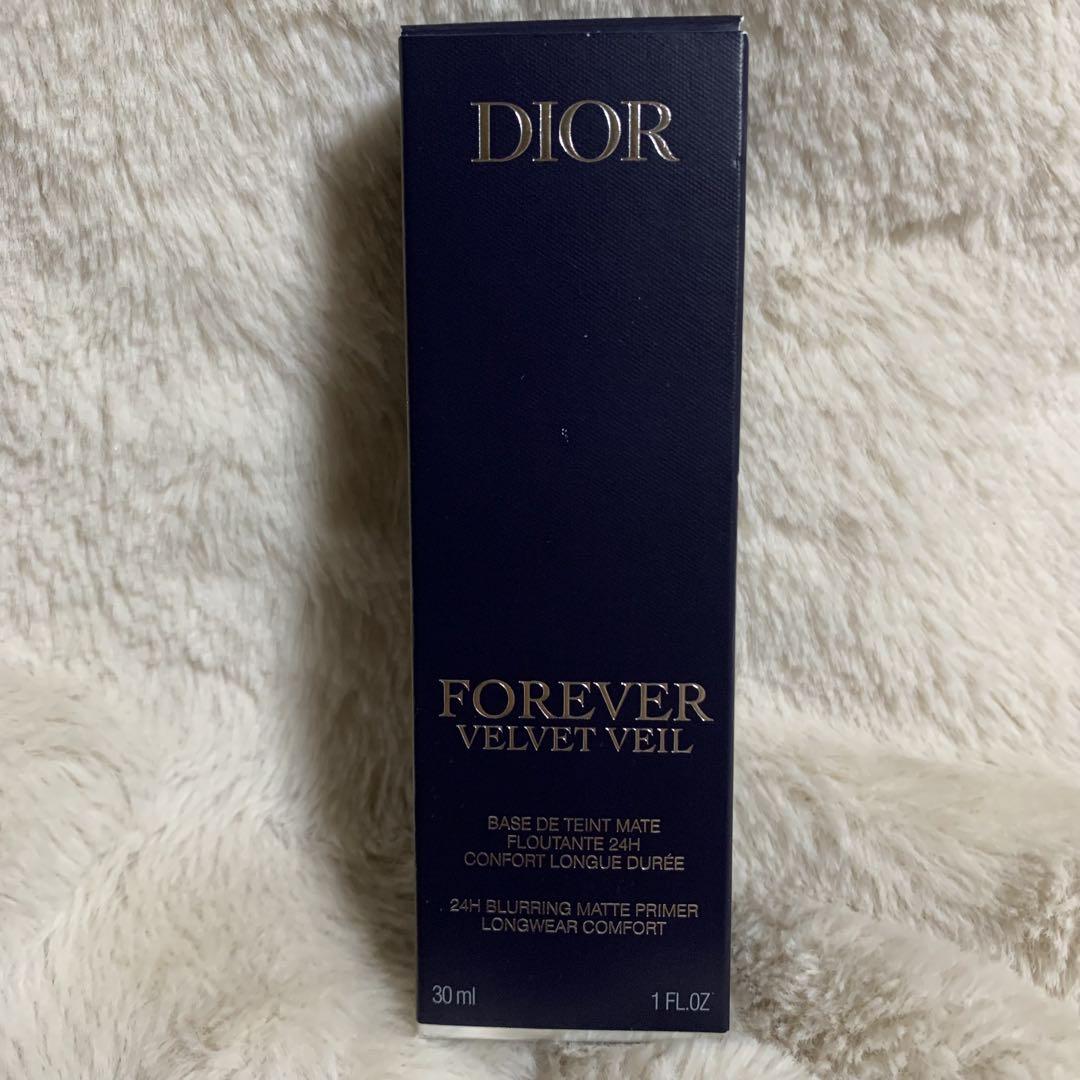 DIOR
FOREVER
VELVET VEIL
BASE DE TEINT MATE
FLOUTANTE 24H
CONFORT LONGUE DURÉE
24H BLURRING MATTE PRIMER
LONGWEAR COMFORT
30 ml 1 FL.OZ